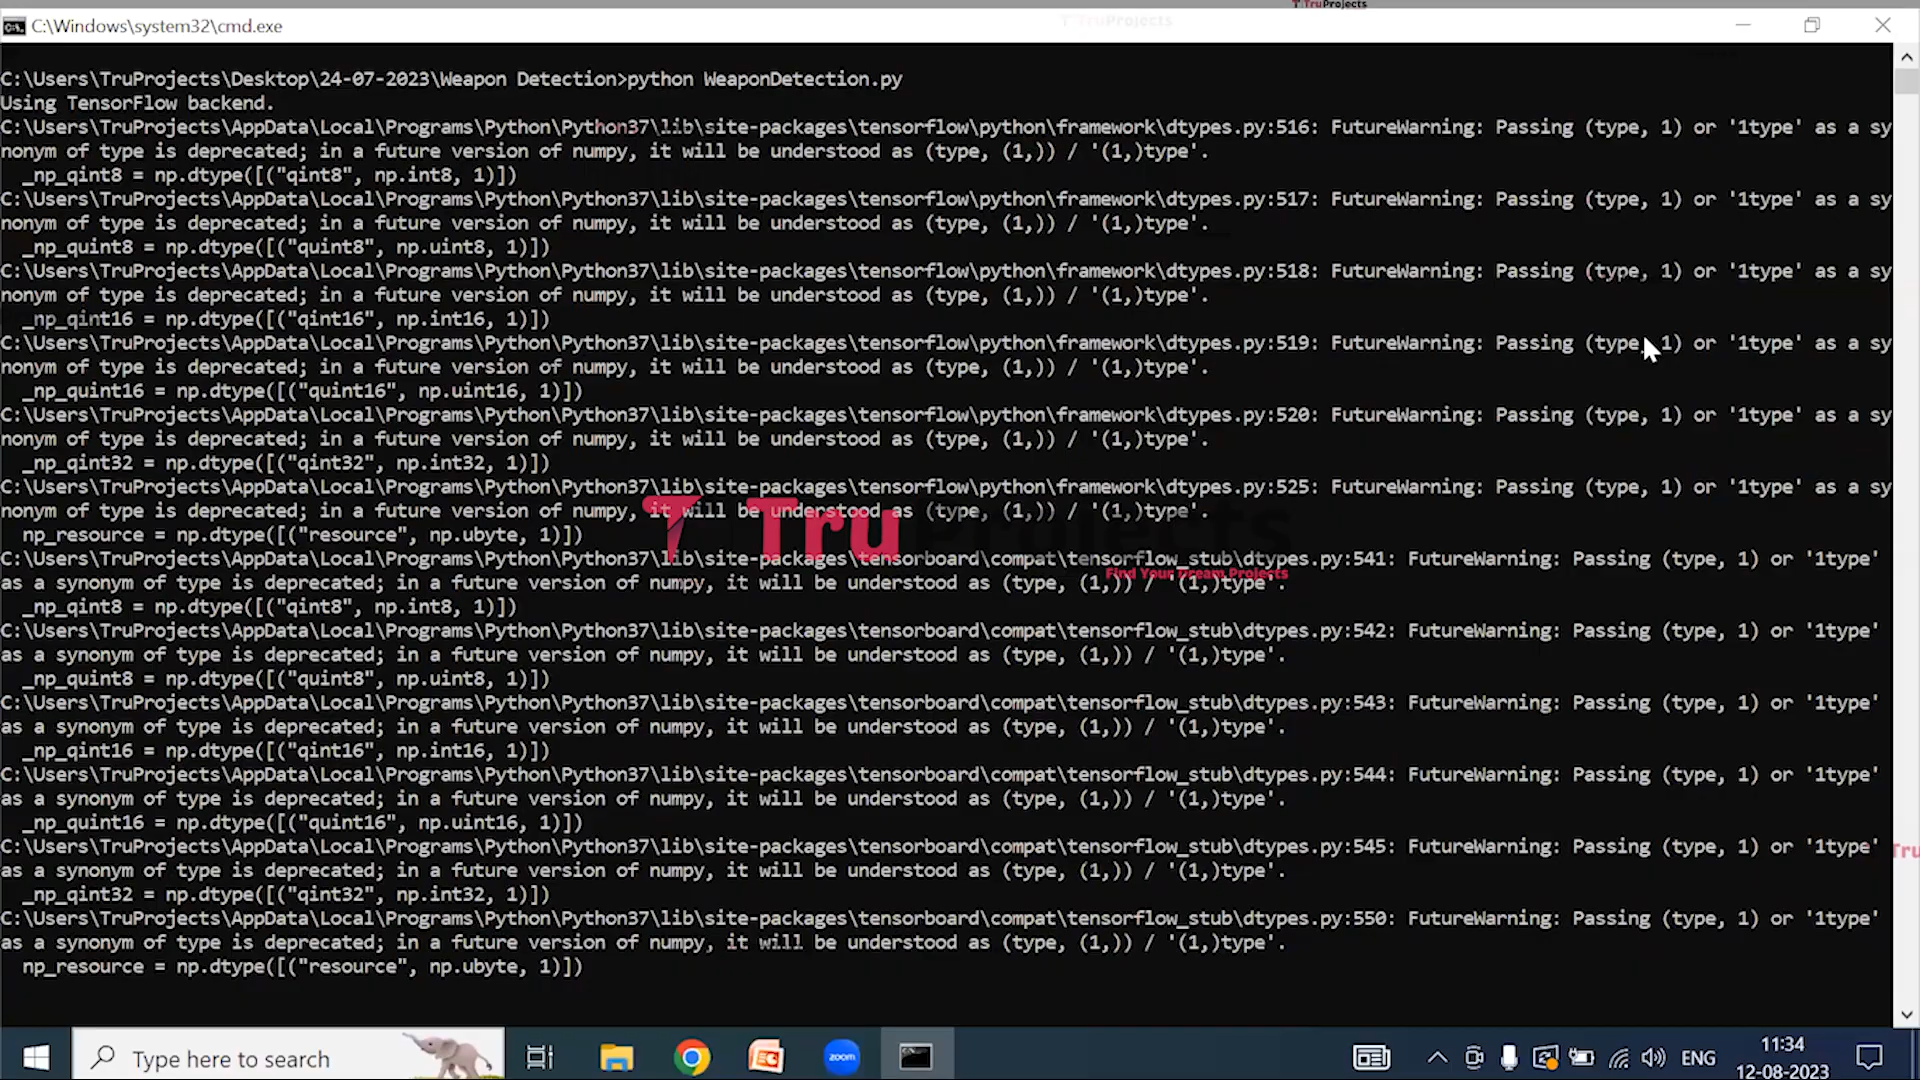 TruProjects
C:\Windows\system32\cmd.exe
TruProjects
C:\Users\TruProjects\Desktop\24-07-2023\Weapon Detection>python WeaponDetection.py
Using TensorFlow backend.
C:\Users\TruProjects\AppData\Local\Programs\Python\Python37\lib\site-packages\tensorflow\python\framework\dtypes.py:516: FutureWarning: Passing (type, 1) or '1type' as a sy
nonym of type is deprecated; in a future version of numpy, it will be understood as (type, (1,)) / '(1,)type'.
_np_qint8 = np.dtype([("qint8", np.int8, 1)])
C:\Users\TruProjects\AppData\Local\Programs\Python\Python37\lib\site-packages\tensorflow\python\framework\dtypes.py:517: FutureWarning: Passing (type, 1) or '1type' as a sy
nonym of type is deprecated; in a future version of numpy, it will be understood as (type, (1,)) / '(1,)type'.
_np_quint8 = np.dtype([("quint8", np.uint8, 1)])
C:\Users\TruProjects\AppData\Local\Programs\Python\Python37\lib\site-packages\tensorflow\python\framework\dtypes.py:518: FutureWarning: Passing (type, 1) or '1type' as a sy
nonym of type is deprecated; in a future version of numpy, it will be understood as (type, (1,)) / '(1,)type'.
_np_qint16 = np.dtype([("qint16", np.int16, 1)])
C:\Users\TruProjects\AppData\Local\Programs\Python\Python37\lib\site-packages\tensorflow\python\framework\dtypes.py:519: FutureWarning: Passing (type, 1) or '1type' as a sy
nonym of type is deprecated; in a future version of numpy, it will be understood as (type, (1,)) / '(1,)type'.
_np_quint16 = np.dtype([("quint16", np.uint16, 1)])
C:\Users\TruProjects\AppData\Local\Programs\Python\Python37\lib\site-packages\tensorflow\python\framework\dtypes.py:520: FutureWarning: Passing (type, 1) or '1type' as a sy
nonym of type is deprecated; in a future version of numpy, it will be understood as (type, (1,)) / '(1,)type'.
_np_qint32 = np.dtype([("qint32", np.int32, 1)])
C:\Users\TruProjects\AppData\Local\Programs\Python\Python37\lib\site-packages\tensorflow\python\framework\dtypes.py:525: FutureWarning: Passing (type, 1) or '1type' as a sy
nonym of type is deprecated; in a future version of numpy, it will be understood as (type, (1,)) / '(1,)type'.
np_resource = np.dtype([("resource", np.ubyte, 1)])
TruProjects
Find Your Dream Projects
C:\Users\TruProjects\AppData\Local\Programs\Python\Python37\lib\site-packages\tensorboard\compat\tensorflow_stub\dtypes.py:541: FutureWarning: Passing (type, 1) or '1type'
as a synonym of type is deprecated; in a future version of numpy, it will be understood as (type, (1,)) / '(1,)type'.
_np_qint8 = np.dtype([("qint8", np.int8, 1)])
C:\Users\TruProjects\AppData\Local\Programs\Python\Python37\lib\site-packages\tensorboard\compat\tensorflow_stub\dtypes.py:542: FutureWarning: Passing (type, 1) or '1type'
as a synonym of type is deprecated; in a future version of numpy, it will be understood as (type, (1,)) / '(1,)type'.
_np_quint8 = np.dtype([("quint8", np.uint8, 1)])
C:\Users\TruProjects\AppData\Local\Programs\Python\Python37\lib\site-packages\tensorboard\compat\tensorflow_stub\dtypes.py:543: FutureWarning: Passing (type, 1) or '1type'
as a synonym of type is deprecated; in a future version of numpy, it will be understood as (type, (1,)) / '(1,)type'.
_np_qint16 = np.dtype([("qint16", np.int16, 1)])
C:\Users\TruProjects\AppData\Local\Programs\Python\Python37\lib\site-packages\tensorboard\compat\tensorflow_stub\dtypes.py:544: FutureWarning: Passing (type, 1) or '1type'
as a synonym of type is deprecated; in a future version of numpy, it will be understood as (type, (1,)) / '(1,)type'.
_np_quint16 = np.dtype([("quint16", np.uint16, 1)])
C:\Users\TruProjects\AppData\Local\Programs\Python\Python37\lib\site-packages\tensorboard\compat\tensorflow_stub\dtypes.py:545: FutureWarning: Passing (type, 1) or '1type'
Tru
as a synonym of type is deprecated; in a future version of numpy, it will be understood as (type, (1,)) / '(1,)type'.
_np_qint32 = np.dtype([("qint32", np.int32, 1)])
C:\Users\TruProjects\AppData\Local\Programs\Python\Python37\lib\site-packages\tensorboard\compat\tensorflow_stub\dtypes.py:550: FutureWarning: Passing (type, 1) or '1type'
as a synonym of type is deprecated; in a future version of numpy, it will be understood as (type, (1,)) / '(1,)type'.
np_resource = np.dtype([("resource", np.ubyte, 1)])
Type here to search
zoom
ENG
11:34
12-08-2023